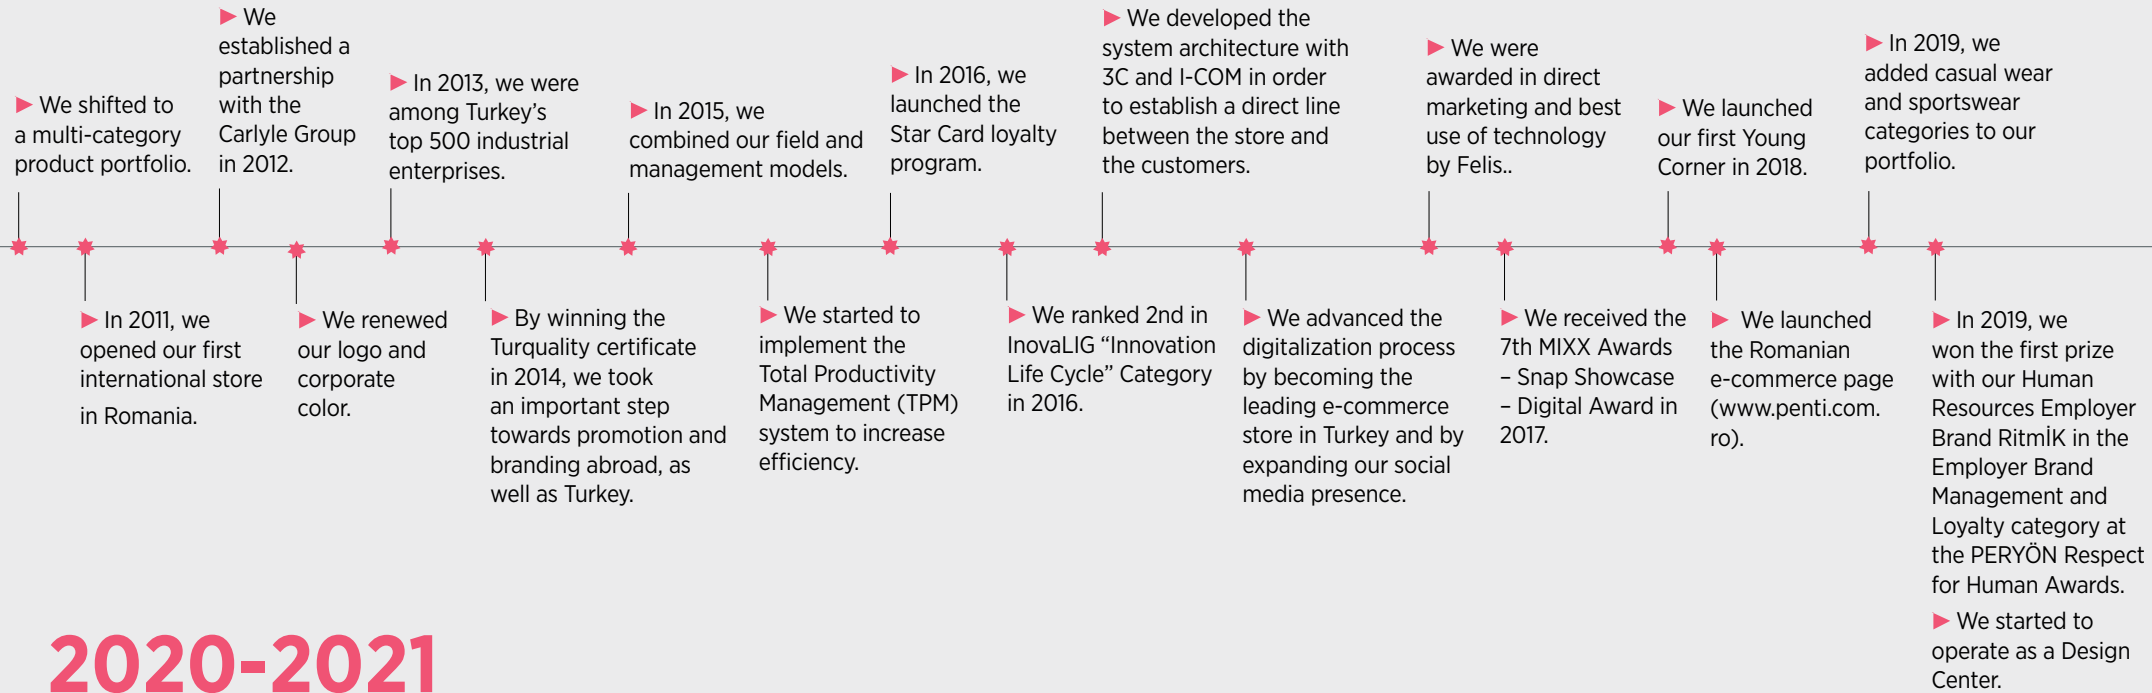 ► We shifted to
a multi-category
product portfolio.
► We
established a
partnership
with the
Carlyle Group
in 2012.
► In 2013, we were
among Turkey’s
top 500 industrial
enterprises.
► In 2015, we
combined our field and
management models.
► In 2016, we
launched the
Star Card loyalty
program.
► We developed the
system architecture with
3C and I-COM in order
to establish a direct line
between the store and
the customers.
► We were
awarded in direct
marketing and best
use of technology
by Felis..
► We launched
our first Young
Corner in 2018.
► In 2019, we
added casual wear
and sportswear
categories to our
portfolio.
► In 2011, we
opened our first
international store
in Romania.
► We renewed
our logo and
corporate
color.
► By winning the
Turquality certificate
in 2014, we took
an important step
towards promotion and
branding abroad, as
well as Turkey.
► We started to
implement the
Total Productivity
Management (TPM)
system to increase
efficiency.
► We ranked 2nd in
InovaLIG “Innovation
Life Cycle” Category
in 2016.
► We advanced the
digitalization process
by becoming the
leading e-commerce
store in Turkey and by
expanding our social
media presence.
► We received the
7th MIXX Awards
– Snap Showcase
– Digital Award in
2017.
► We launched
the Romanian
e-commerce page
(www.penti.com.
ro).
► In 2019, we
won the first prize
with our Human
Resources Employer
Brand RitmİK in the
Employer Brand
Management and
Loyalty category at
the PERYÖN Respect
for Human Awards.
► We started to
operate as a Design
Center.
2020-2021